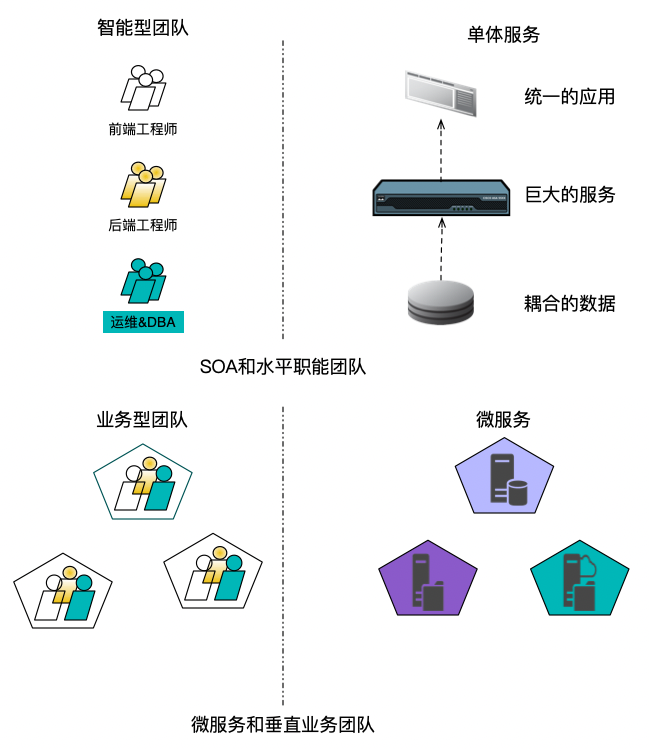 智能型团队
单体服务
统一的应用
前端工程师
巨大的服务
后端工程师
耦合的数据
运维&DBA
SOA和水平职能团队
业务型团队
微服务
微服务和垂直业务团队